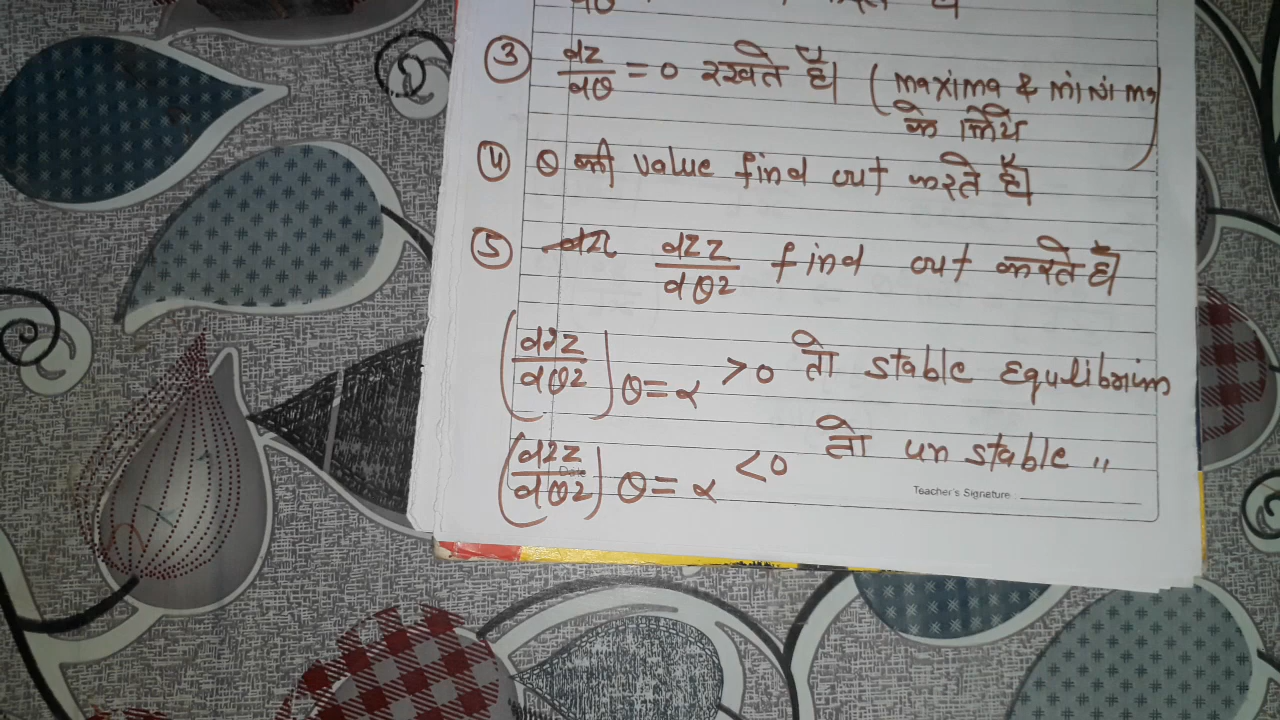 ③ dz/dθ = 0 रखते हैं। (maxima & minima
के लिये)
④ θ की value find out करते हैं।
⑤ d2z/dθ2 find out करते हैं
(d2z/dθ2) θ=α >0 तो stable Equlibrium
(d2z/dθ2) θ=α <0 तो un stable "
Date
Teacher's Signature :